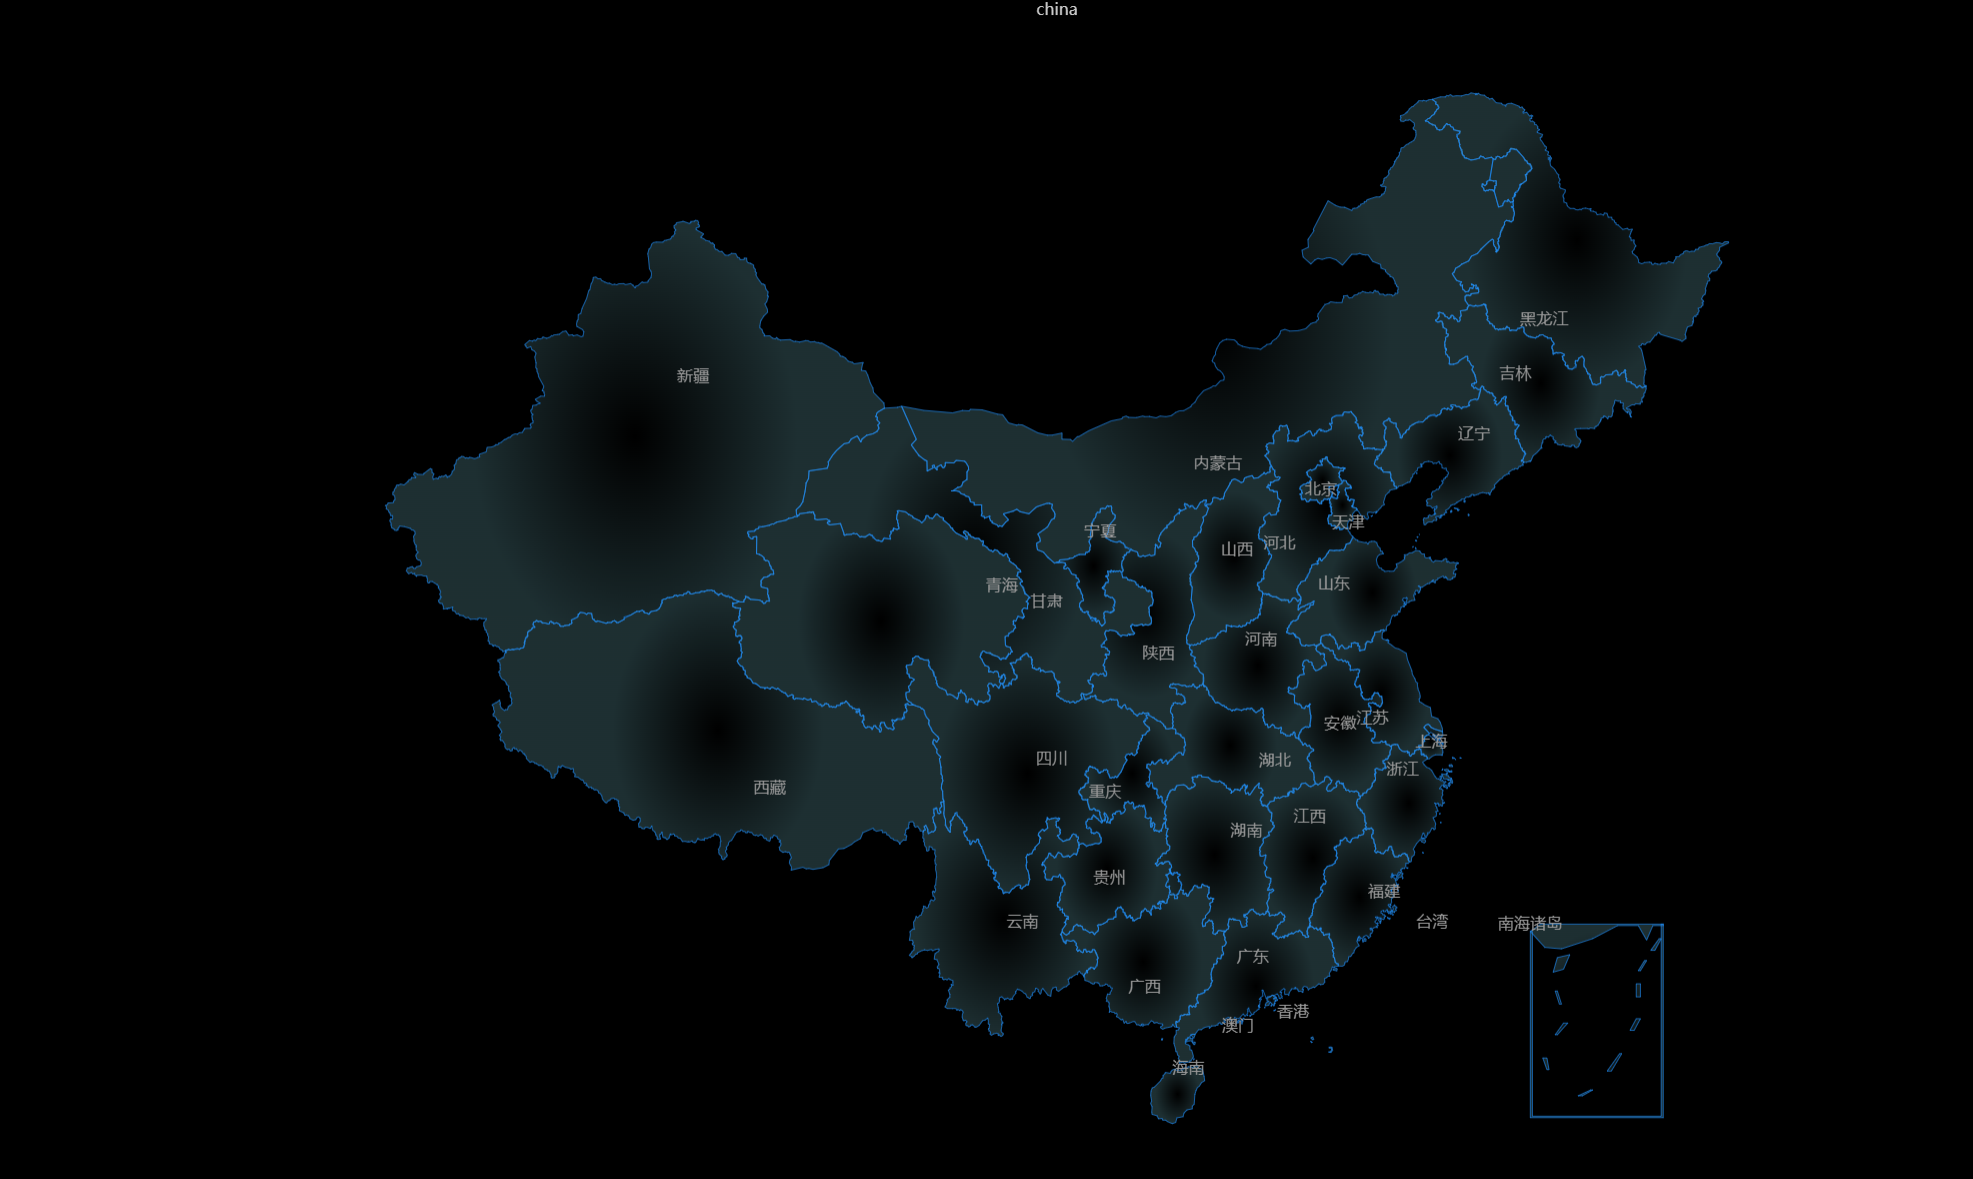 china
黑龙江
吉林
新疆
辽宁
内蒙古
北京
天津
宁夏
河北
山西
山东
青海
甘肃
河南
陕西
江苏
安徽
上海
四川
湖北
浙江
西藏
重庆
江西
湖南
贵州
福建
云南
台湾
南海诸岛
广东
广西
香港
澳门
海南